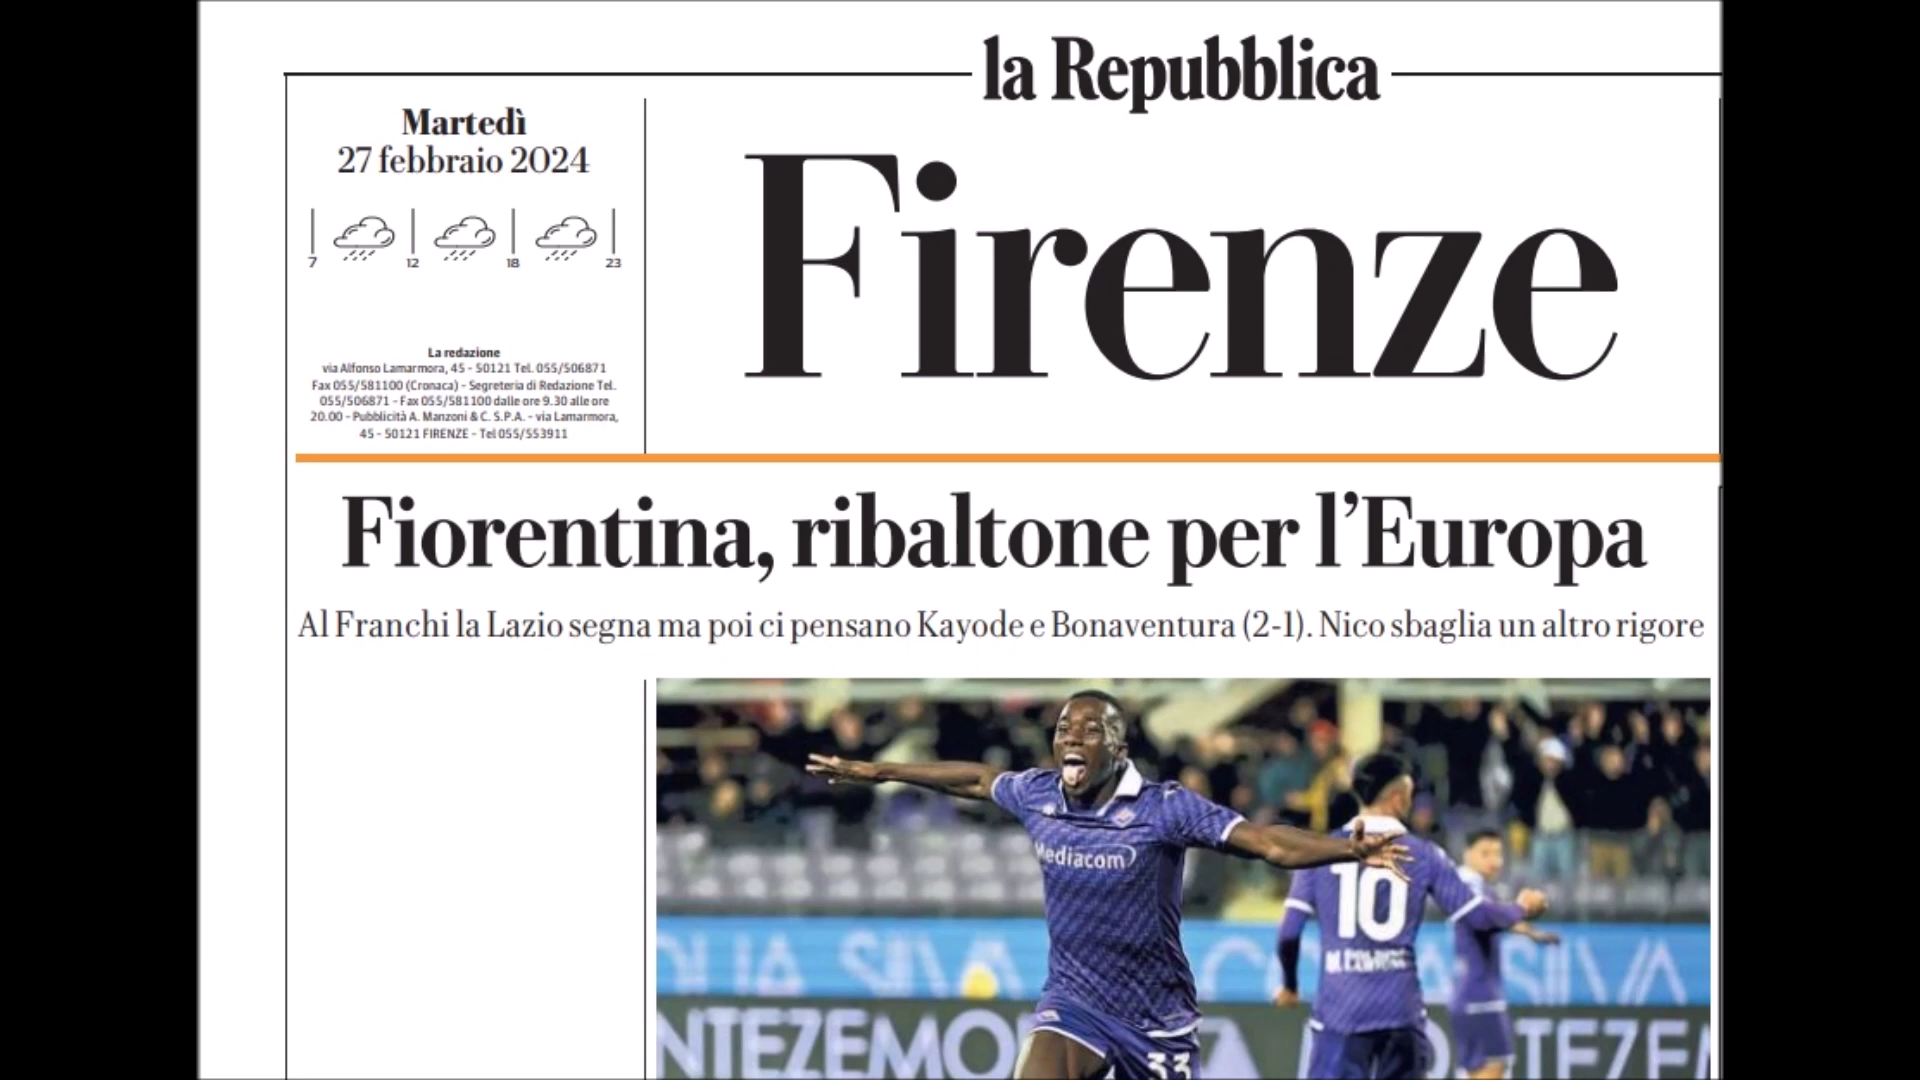 la Repubblica
Firenze
Martedì
27 febbraio 2024
7 12 18 23
La redazione
via Alfonso Lamarmora, 45 - 50121 Tel. 055/506871
Fax 055/581100 (Cronaca) - Segreteria di Redazione Tel.
055/506871 - Fax 055/581100 dalle ore 9.30 alle ore
20.00 - Pubblicità A. Manzoni & C. S.P.A. - via Lamarmora,
45 - 50121 FIRENZE - Tel 055/553911
Fiorentina, ribaltone per l'Europa
Al Franchi la Lazio segna ma poi ci pensano Kayode e Bonaventura (2-1). Nico sbaglia un altro rigore
Mediacom
10
SILVA
SILVA
NTEZEMO
33